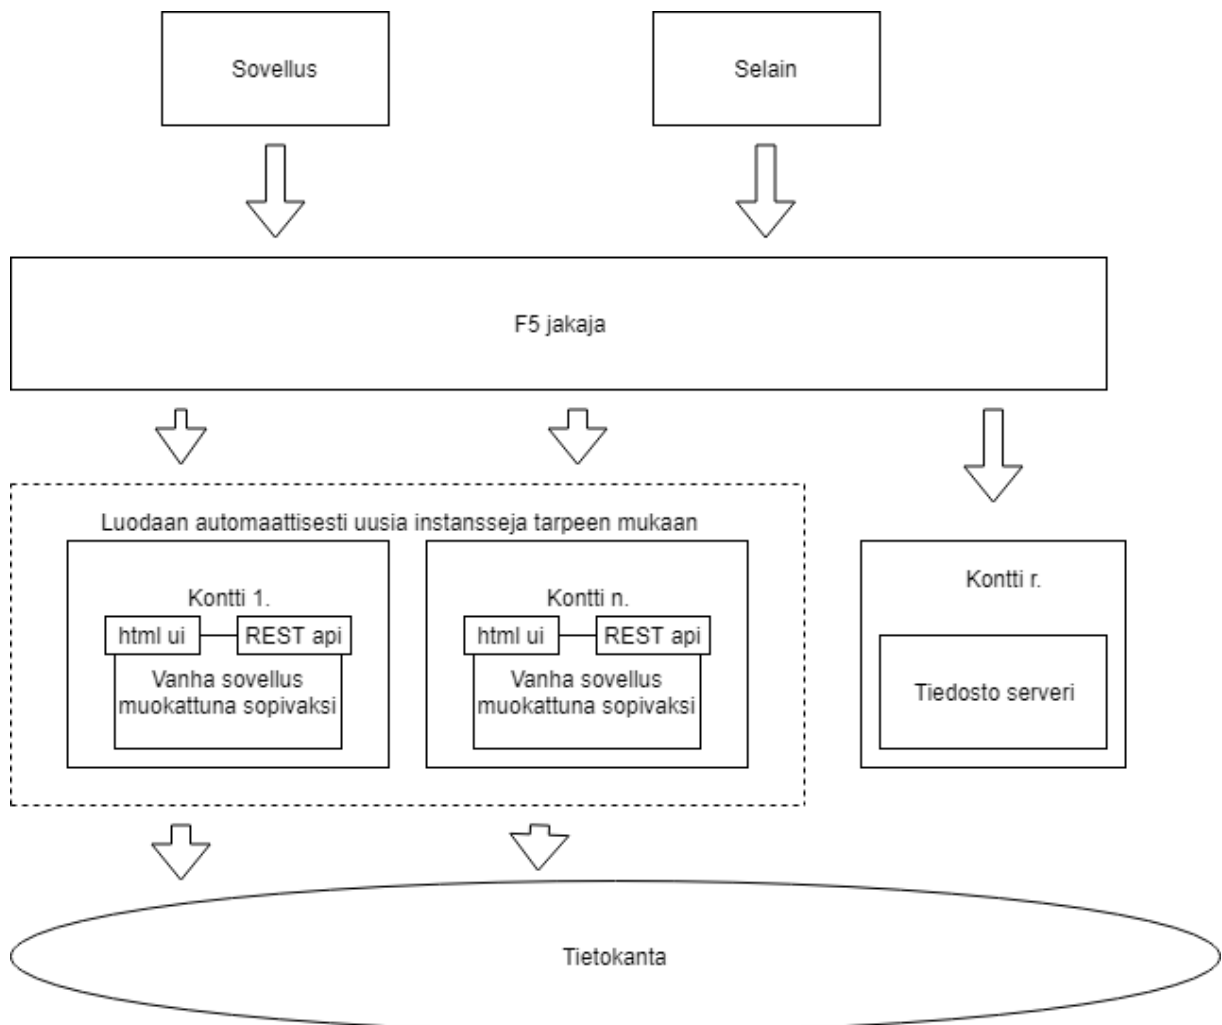 Sovellus
Selain
F5 jakaja
Luodaan automaattisesti uusia instansseja tarpeen mukaan
Kontti 1.
html ui
REST api
Vanha sovellus
muokattuna sopivaksi
Kontti n.
html ui
REST api
Vanha sovellus
muokattuna sopivaksi
Kontti r.
Tiedosto serveri
Tietokanta